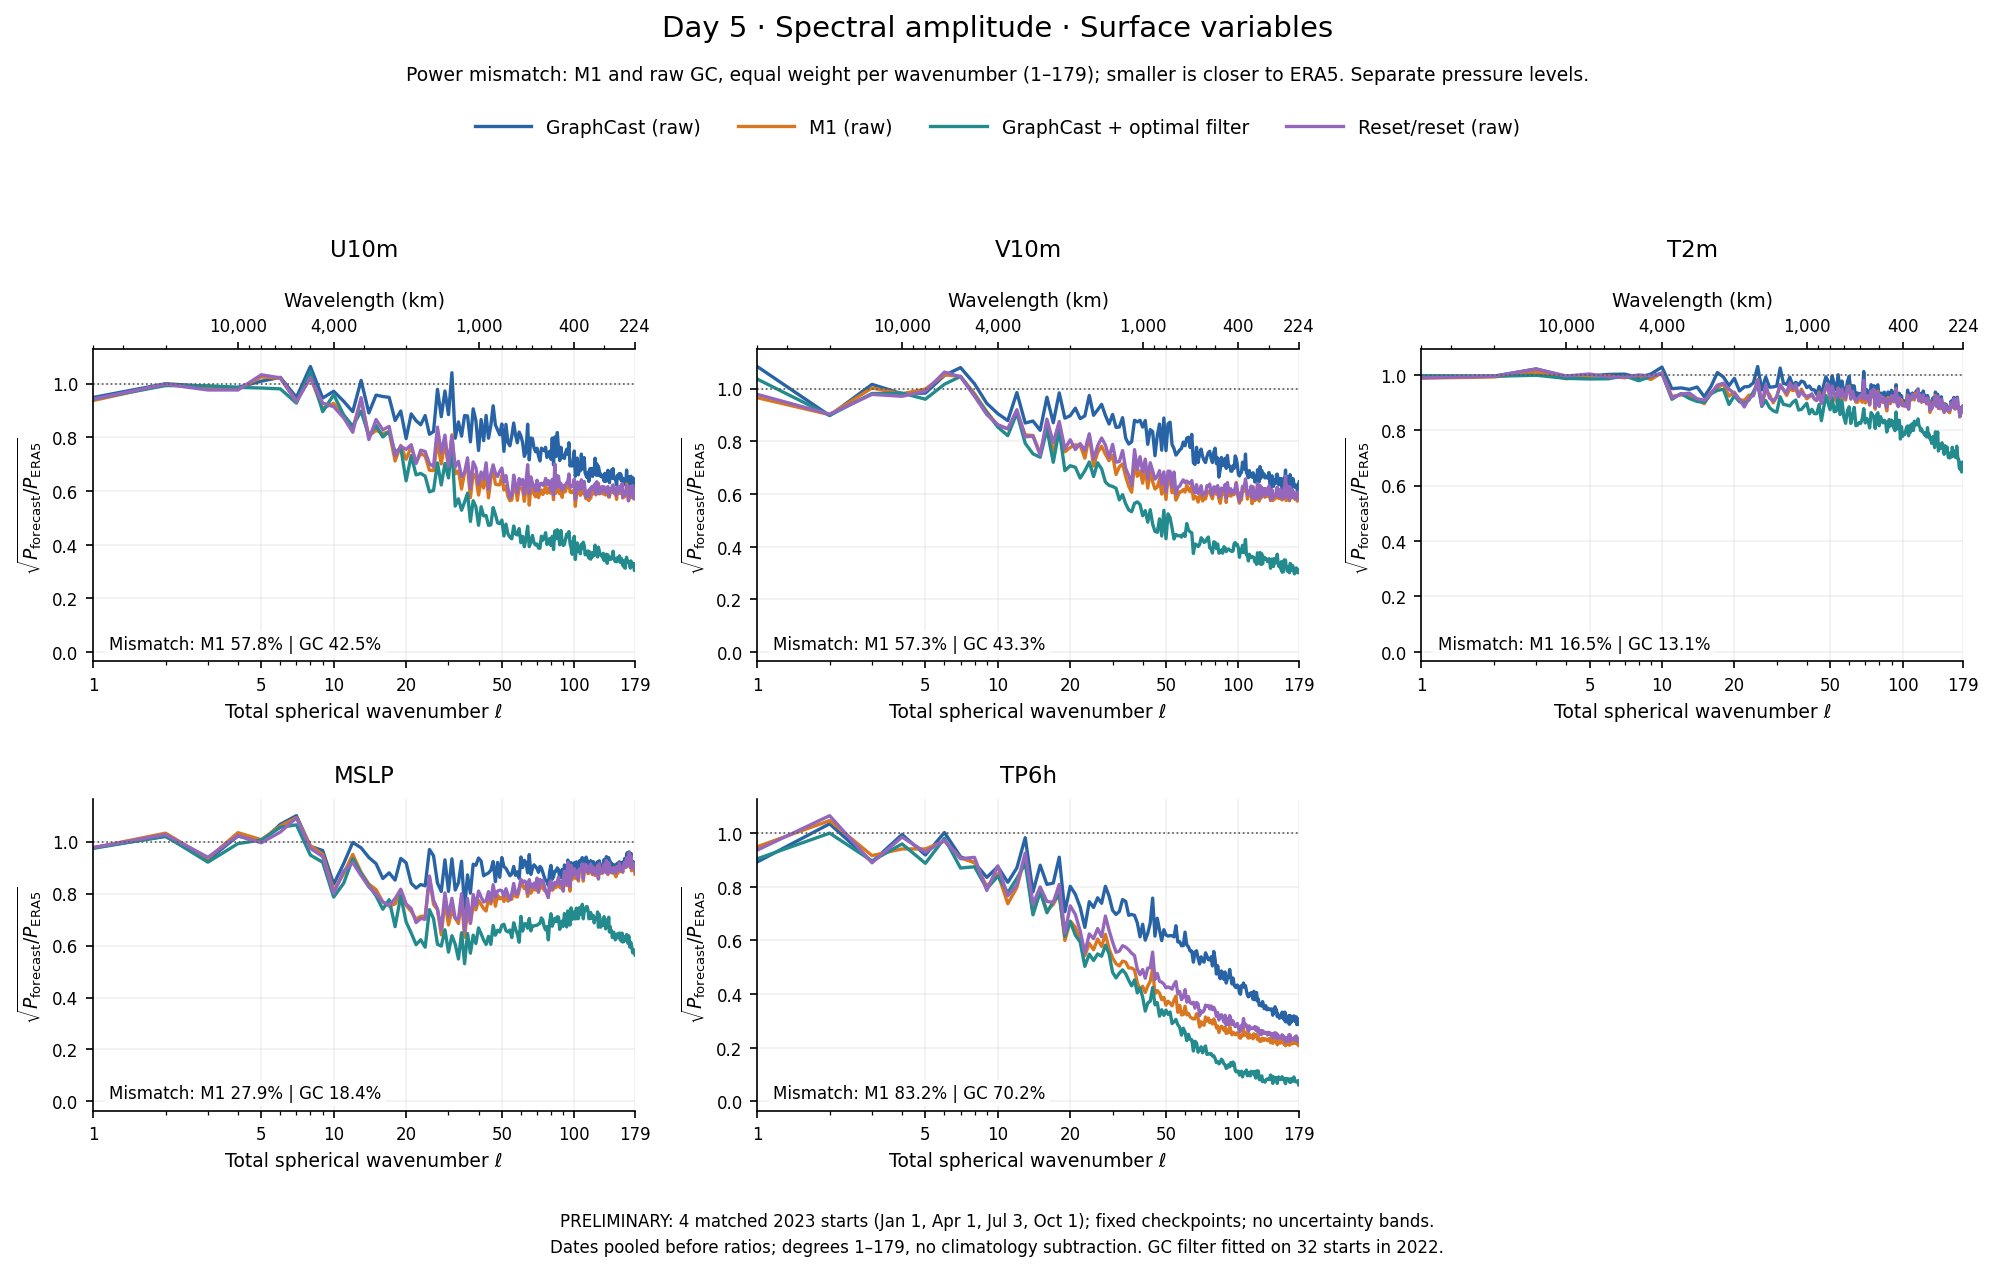 Day 5 · Spectral amplitude · Surface variables
Power mismatch: M1 and raw GC, equal weight per wavenumber (1–179); smaller is closer to ERA5. Separate pressure levels.
GraphCast (raw) M1 (raw) GraphCast + optimal filter Reset/reset (raw)
U10m
Wavelength (km)
10,000 4,000 1,000 400 224
√P_forecast/P_ERA5
1.0
0.8
0.6
0.4
0.2
0.0
Mismatch: M1 57.8% | GC 42.5%
1 5 10 20 50 100 179
Total spherical wavenumber ℓ
V10m
Wavelength (km)
10,000 4,000 1,000 400 224
√P_forecast/P_ERA5
1.0
0.8
0.6
0.4
0.2
0.0
Mismatch: M1 57.3% | GC 43.3%
1 5 10 20 50 100 179
Total spherical wavenumber ℓ
T2m
Wavelength (km)
10,000 4,000 1,000 400 224
√P_forecast/P_ERA5
1.0
0.8
0.6
0.4
0.2
0.0
Mismatch: M1 16.5% | GC 13.1%
1 5 10 20 50 100 179
Total spherical wavenumber ℓ
MSLP
√P_forecast/P_ERA5
1.0
0.8
0.6
0.4
0.2
0.0
Mismatch: M1 27.9% | GC 18.4%
1 5 10 20 50 100 179
Total spherical wavenumber ℓ
TP6h
√P_forecast/P_ERA5
1.0
0.8
0.6
0.4
0.2
0.0
Mismatch: M1 83.2% | GC 70.2%
1 5 10 20 50 100 179
Total spherical wavenumber ℓ
PRELIMINARY: 4 matched 2023 starts (Jan 1, Apr 1, Jul 3, Oct 1); fixed checkpoints; no uncertainty bands.
Dates pooled before ratios; degrees 1–179, no climatology subtraction. GC filter fitted on 32 starts in 2022.